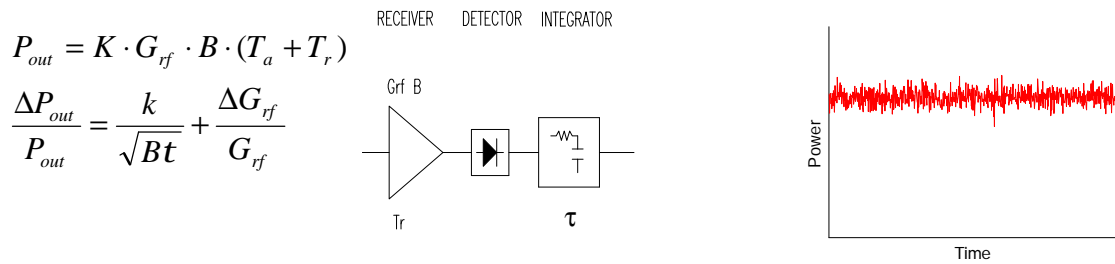 RECEIVER DETECTOR INTEGRATOR
P_out = K · G_rf · B · (T_a + T_r)
ΔP_out / P_out = k / √Bt + ΔG_rf / G_rf
Grf B
Tr
τ
Power
Time